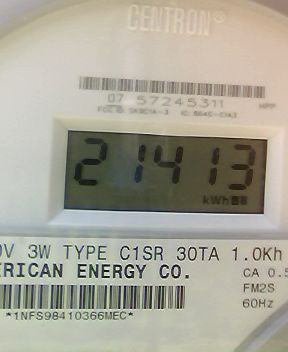 CENTRON®
07 57245311
21413
kWh
0V 3W TYPE C1SR 30TA 1.0Kh
ERICAN ENERGY CO.
CA 0.5
FM2S
60Hz
*1NFS98410366MEC*